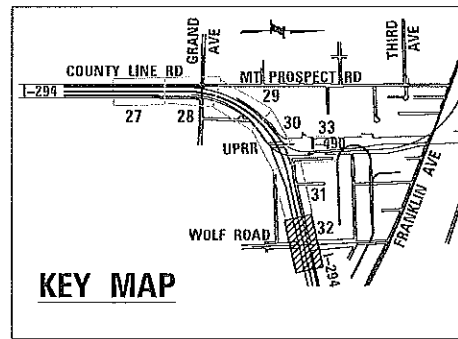 GRAND
AVE
THIRD
AVE
COUNTY LINE RD
MT PROSPECT RD
I-294
29
27
28
30
33
I-490
UPRR
31
32
WOLF ROAD
FRANKLIN AVE
I-294
KEY MAP